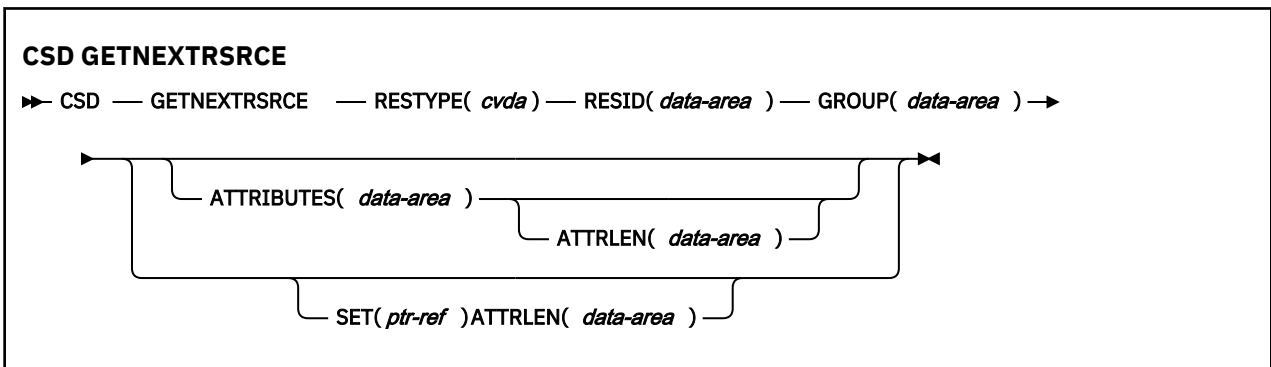 CSD GETNEXTRSRCE
CSD GETNEXTRSRCE RESTYPE( cvda ) RESID( data-area ) GROUP( data-area )
ATTRIBUTES( data-area )
ATTRLEN( data-area )
SET( ptr-ref )ATTRLEN( data-area )